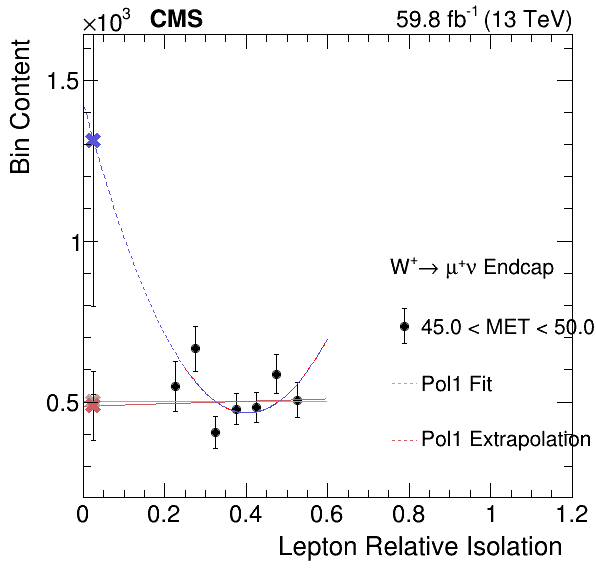 ×10³ CMS 59.8 fb⁻¹ (13 TeV)
Bin Content
1.5
1
0.5
W⁺→ μ⁺ν Endcap
45.0 < MET < 50.0
Pol1 Fit
Pol1 Extrapolation
0 0.2 0.4 0.6 0.8 1 1.2
Lepton Relative Isolation